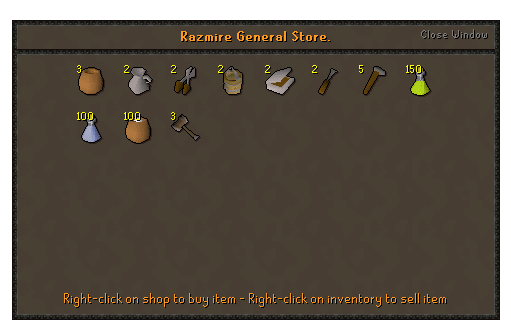 Razmire General Store.
Close Window
3 2 2 2 2 2 5 150
100 100 3
Right-click on shop to buy item - Right-click on inventory to sell item